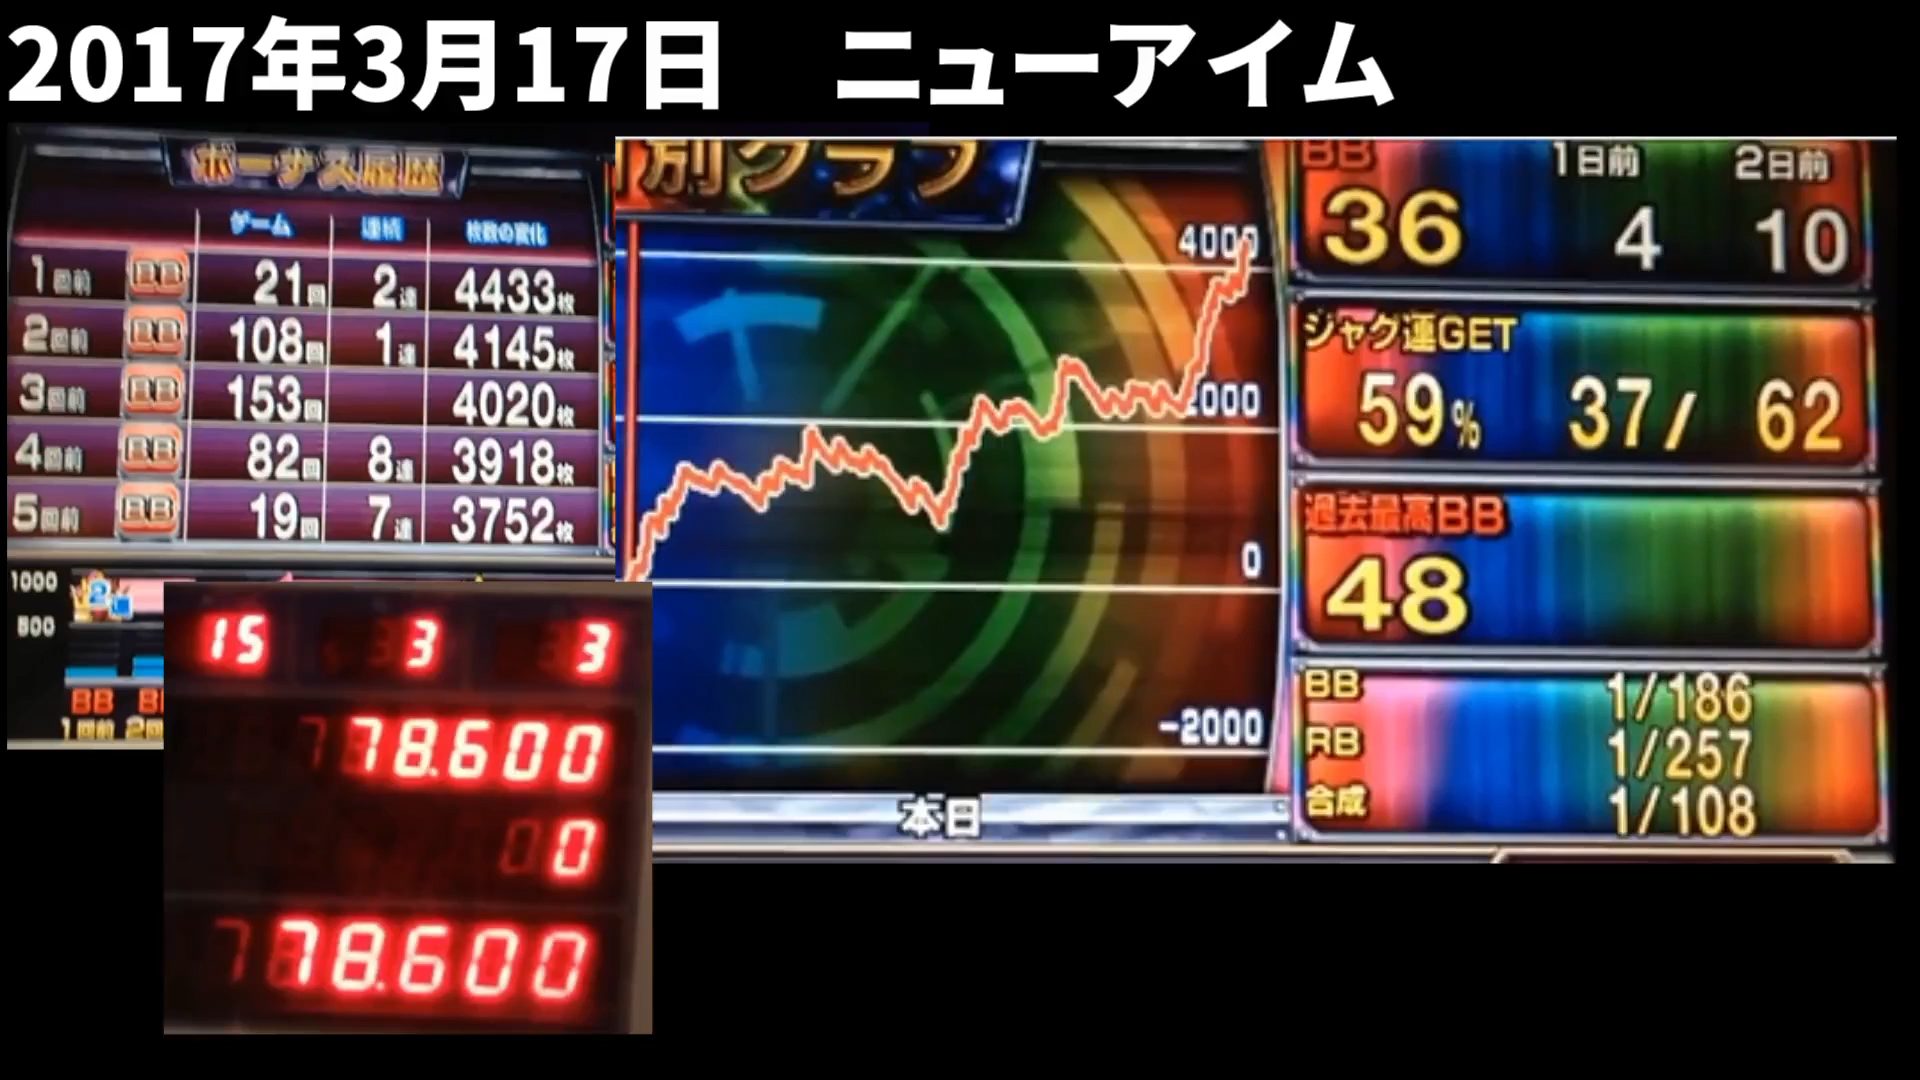 2017年3月17日　ニューアイム
ボーナス履歴
ゲーム 連続 枚数の変化
1回前 BB 21回 2連 4433枚
2回前 BB 108回 1連 4145枚
3回前 BB 153回 4020枚
4回前 BB 82回 8連 3918枚
5回前 BB 19回 7連 3752枚
1000
500
BB
1回前 2回
15 3 3
78.600
0
78.600
別グラフ
4000
2000
0
-2000
本日
BB 1日前 2日前
36 4 10
ジャグ連GET
59% 37/ 62
過去最高BB
48
BB 1/186
RB 1/257
合成 1/108